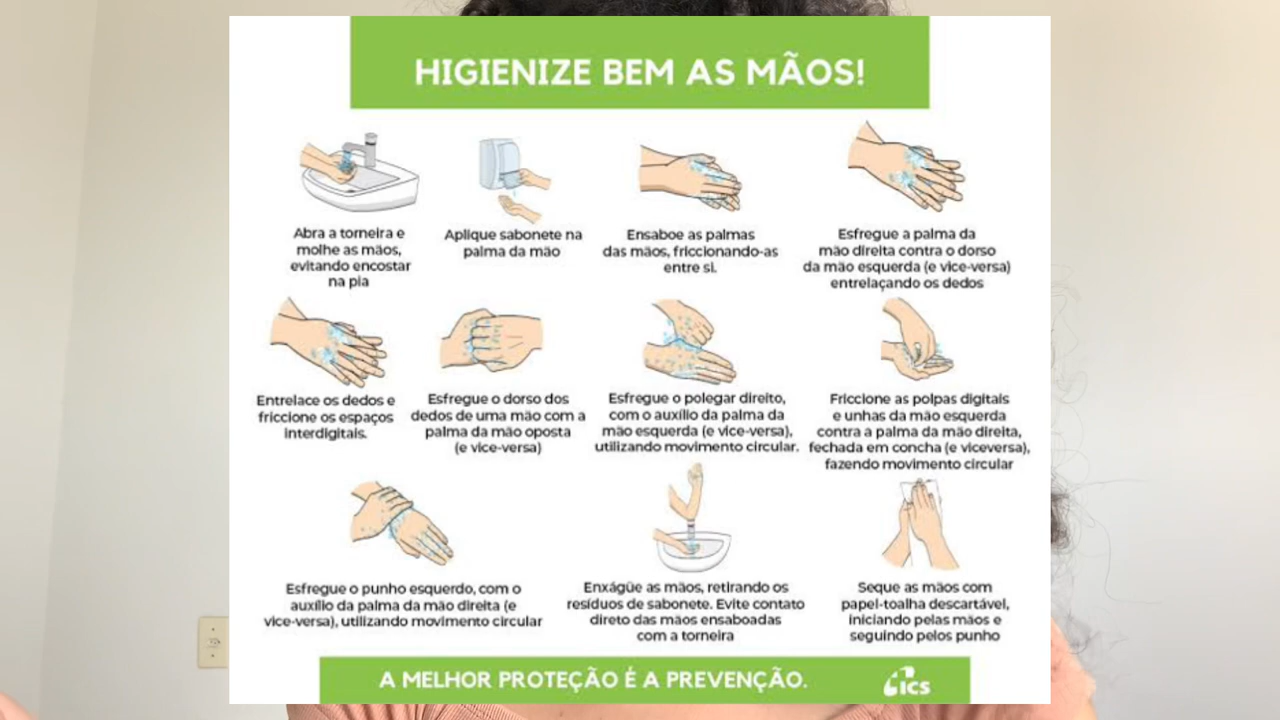 HIGIENIZE BEM AS MÃOS!
Abra a torneira e
molhe as mãos,
evitando encostar
na pia
Aplique sabonete na
palma da mão
Ensaboe as palmas
das mãos, friccionando-as
entre si.
Esfregue a palma da
mão direita contra o dorso
da mão esquerda (e vice-versa)
entrelaçando os dedos
Entrelace os dedos e
friccione os espaços
interdigitais.
Esfregue o dorso dos
dedos de uma mão com a
palma da mão oposta
(e vice-versa)
Esfregue o polegar direito,
com o auxílio da palma da
mão esquerda (e vice-versa),
utilizando movimento circular.
Friccione as polpas digitais
e unhas da mão esquerda
contra a palma da mão direita,
fechada em concha (e viceversa),
fazendo movimento circular
Esfregue o punho esquerdo, com o
auxílio da palma da mão direita (e
vice-versa), utilizando movimento circular
Enxágüe as mãos, retirando os
resíduos de sabonete. Evite contato
direto das mãos ensaboadas
com a torneira
Seque as mãos com
papel-toalha descartável,
iniciando pelas mãos e
seguindo pelos punho
A MELHOR PROTEÇÃO É A PREVENÇÃO.
ics